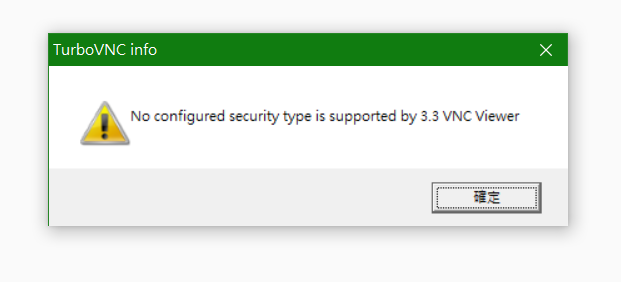 TurboVNC info
No configured security type is supported by 3.3 VNC Viewer
確定